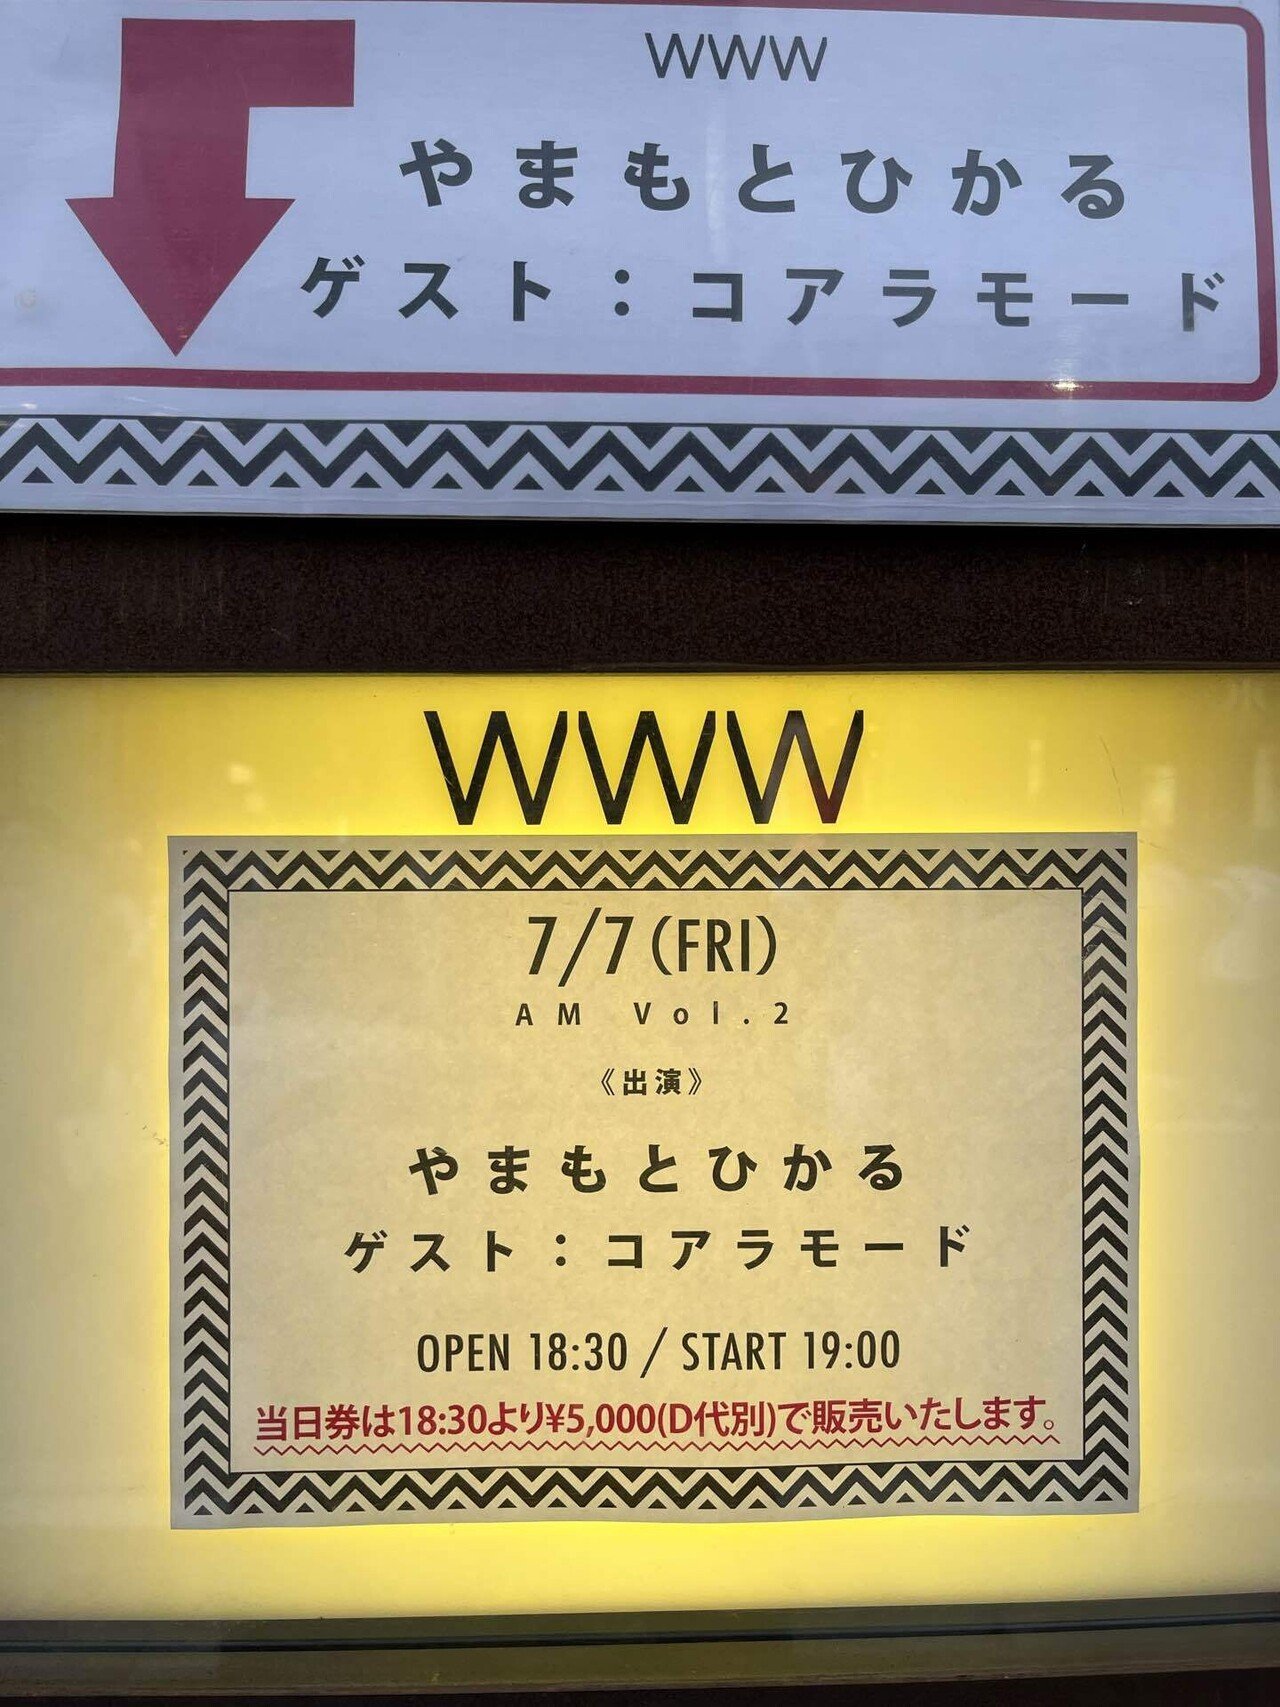 WWW
やまもとひかる
ゲスト：コアラモード
WWW
7/7(FRI)
AM Vol.2
《出演》
やまもとひかる
ゲスト：コアラモード
OPEN 18:30 / START 19:00
当日券は18:30より¥5,000(D代別)で販売いたします。